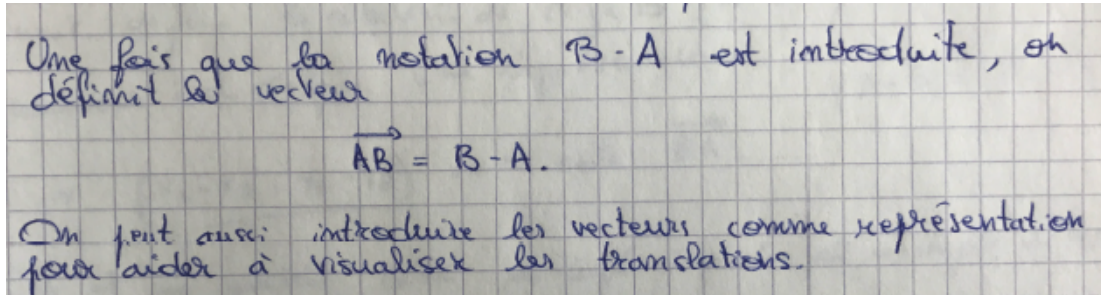 Une fois que la notation B - A est introduite, on
définit le vecteur
$\overrightarrow{AB}$ = B - A.
On peut aussi introduire les vecteurs comme représentation
pour aider à visualiser les translations.